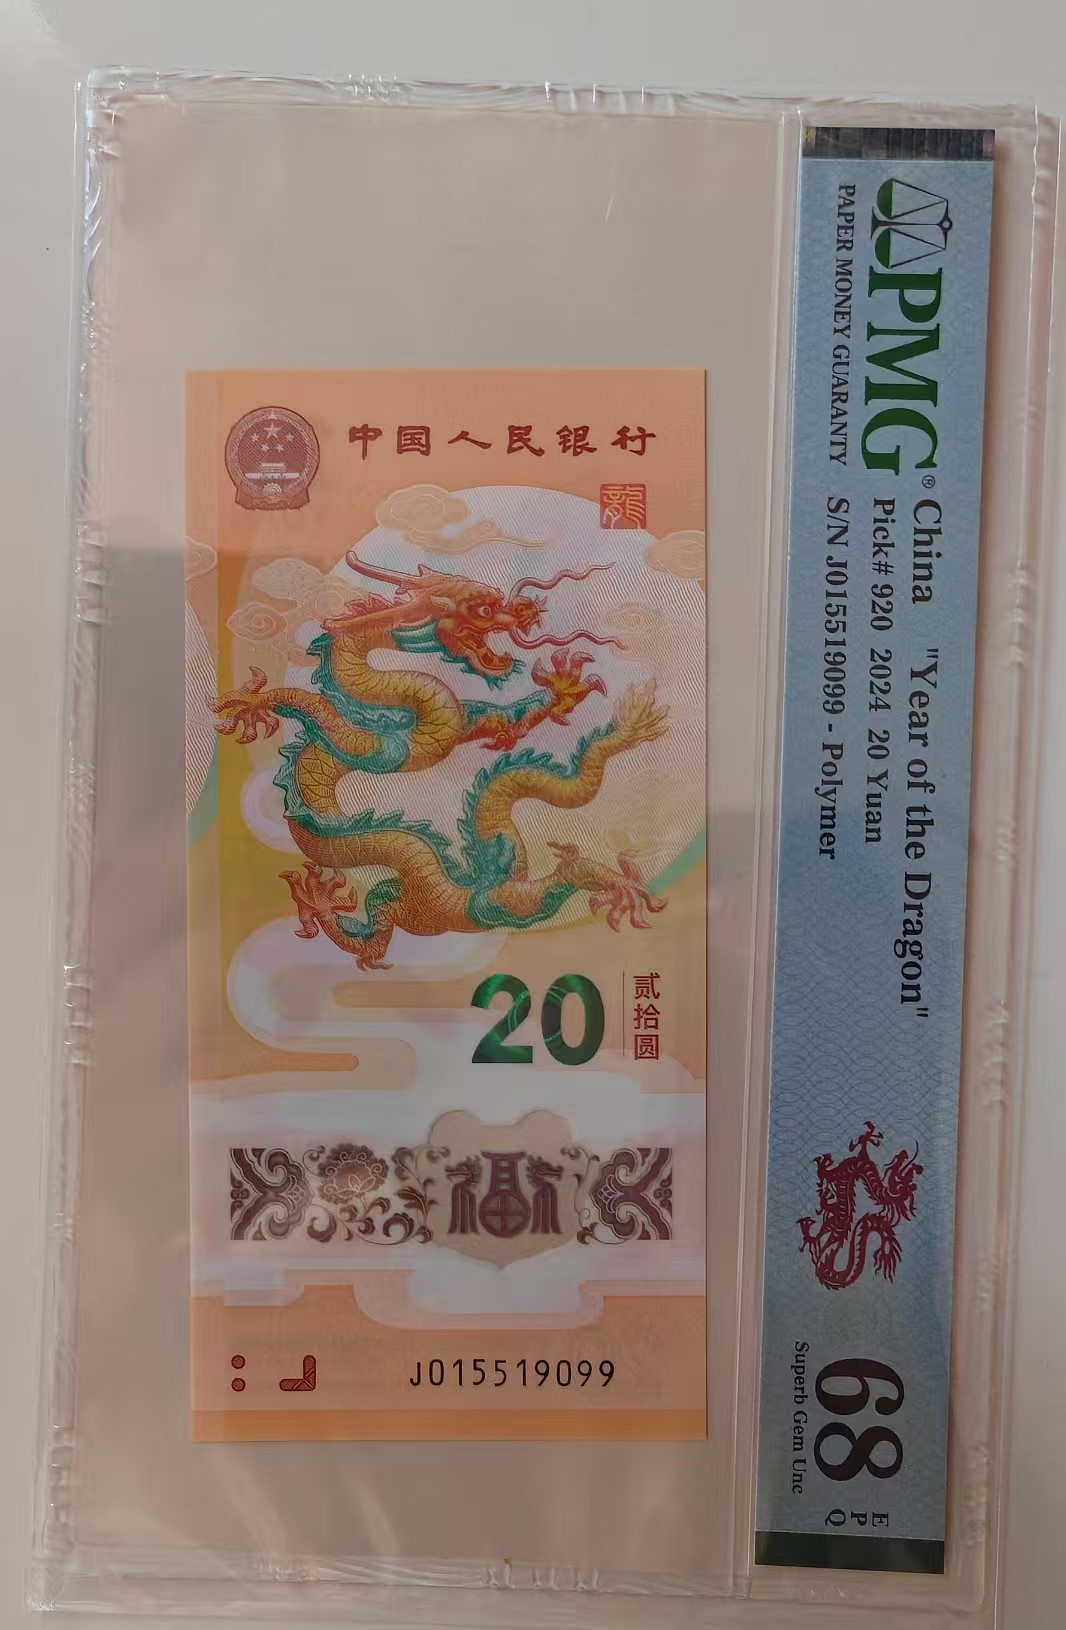 中国人民银行
龍
20
贰拾圆
福
J015519099
PMG®
PAPER MONEY GUARANTY
China "Year of the Dragon"
Pick# 920 2024 20 Yuan
S/N J015519099 - Polymer
68 EPQ
Superb Gem Unc